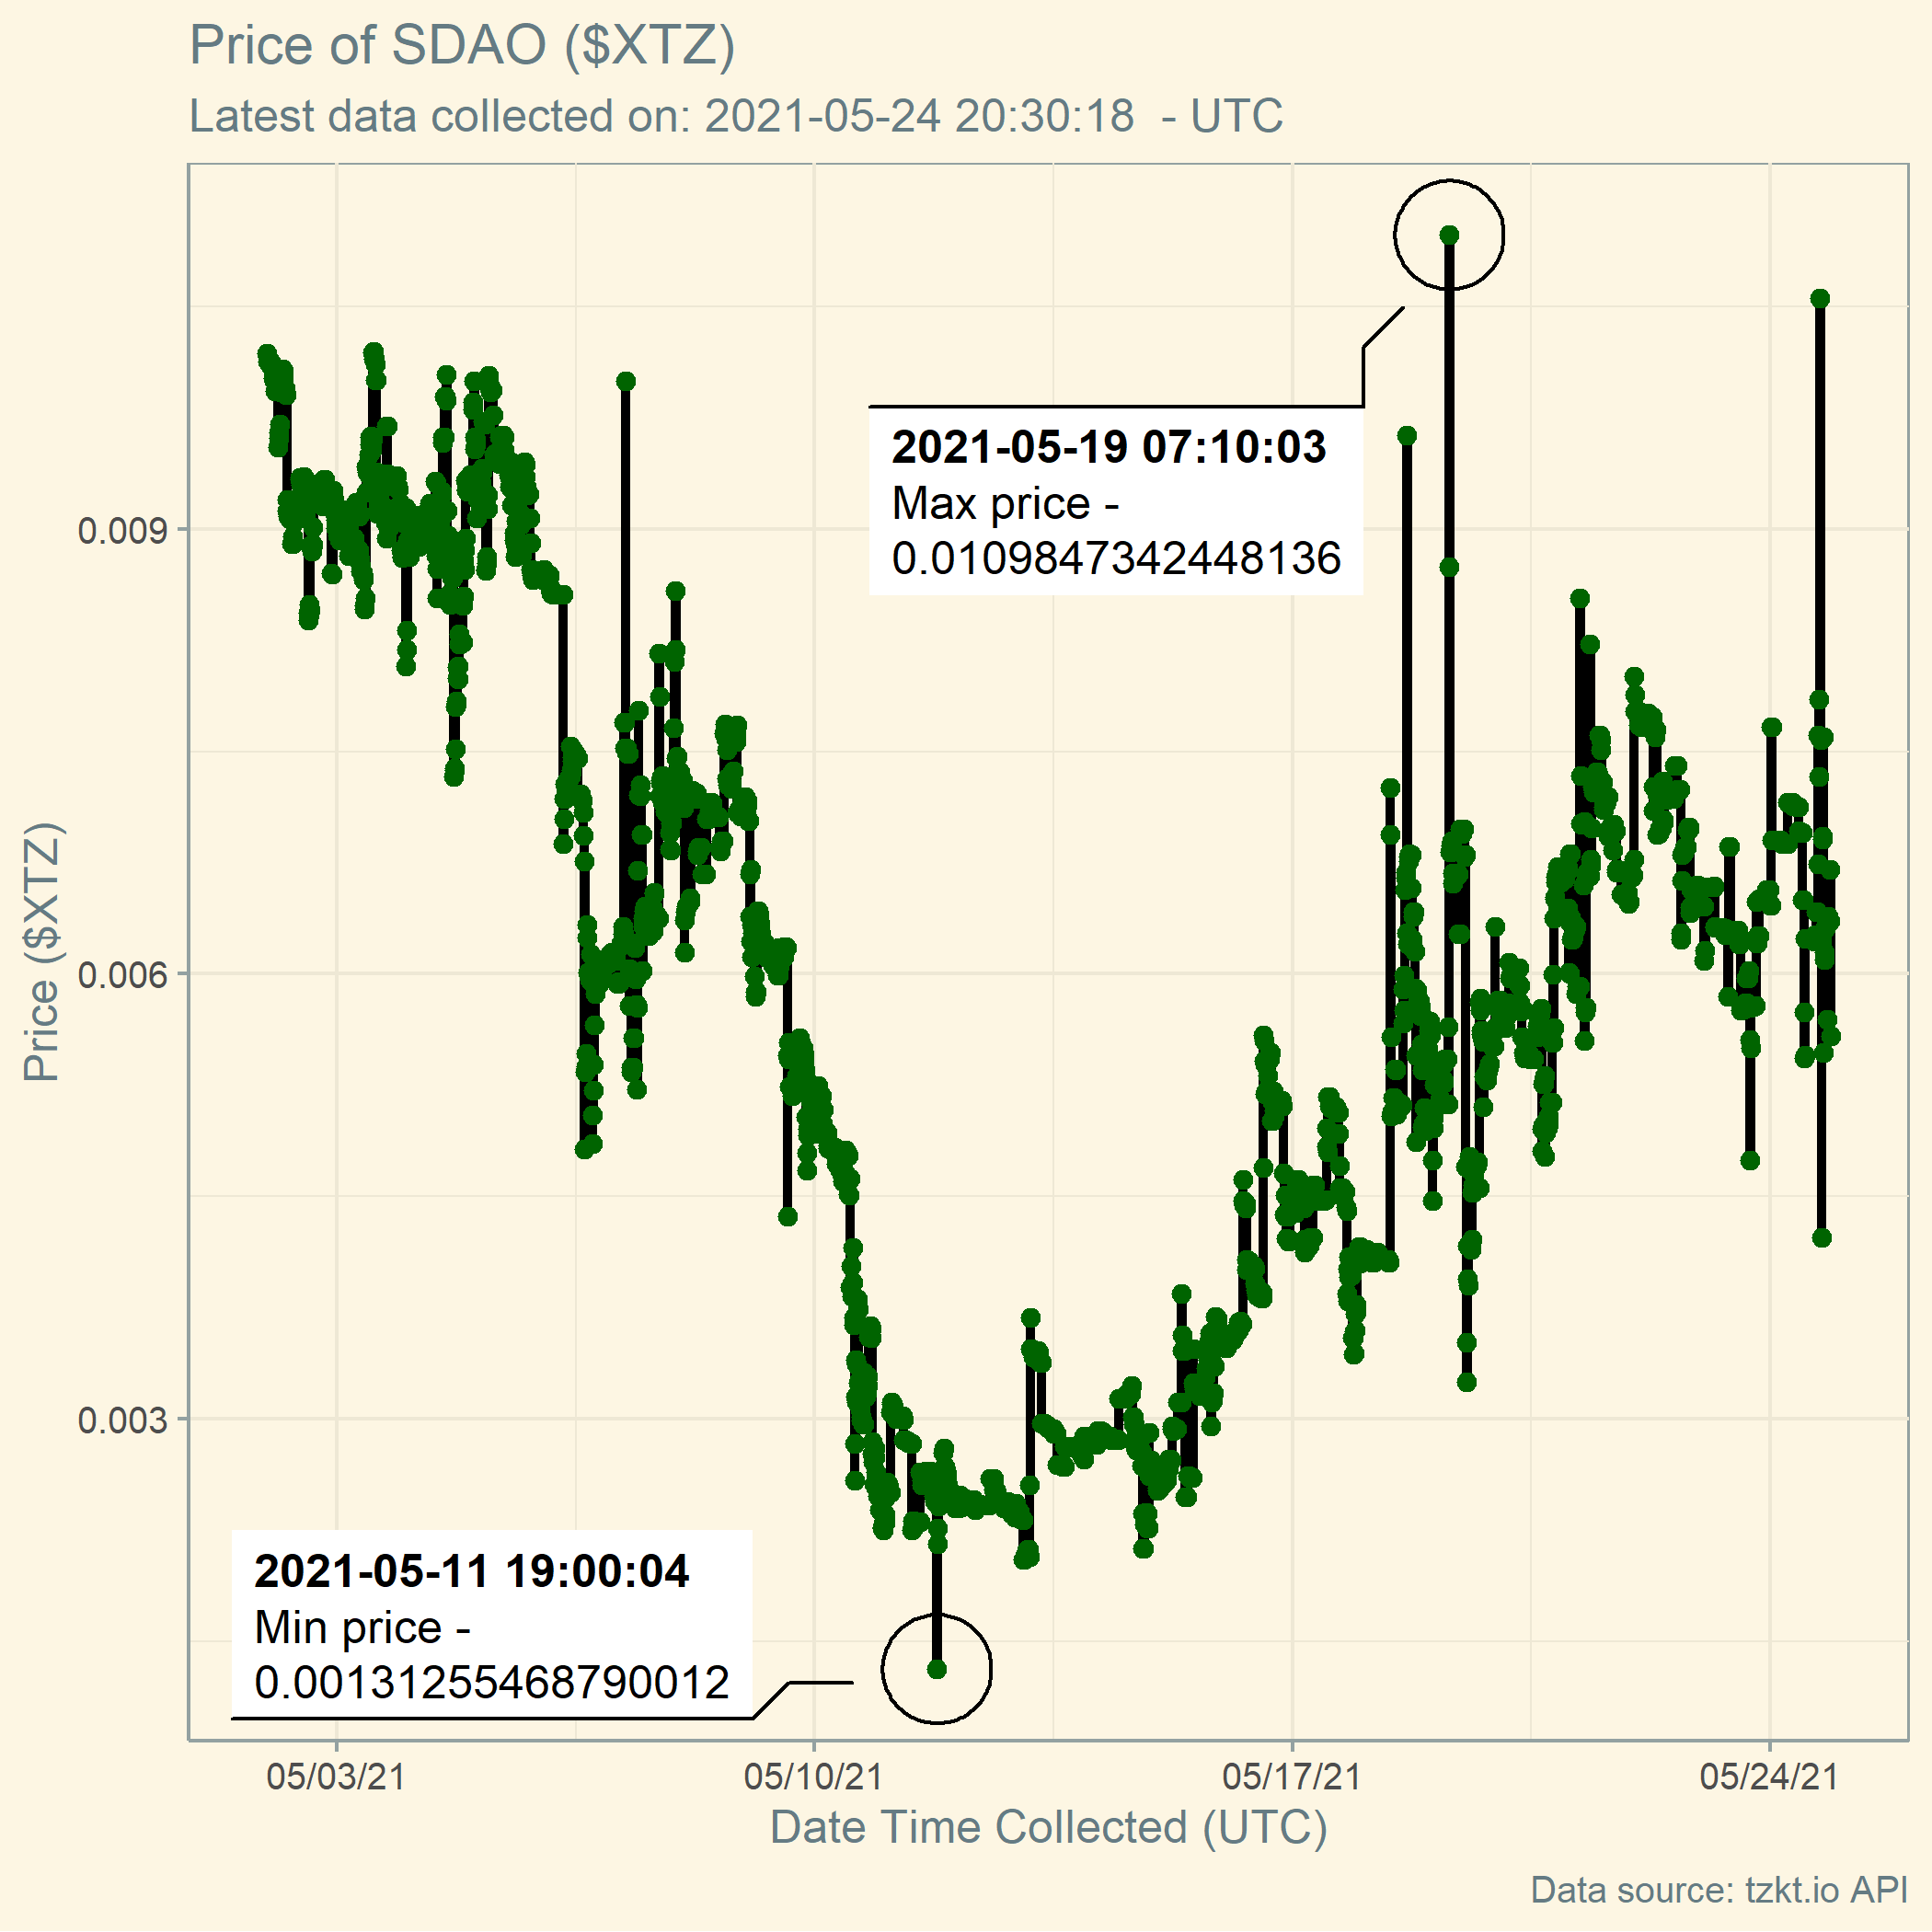 Price of SDAO ($XTZ)
Latest data collected on: 2021-05-24 20:30:18  - UTC
2021-05-19 07:10:03
Max price -
0.0109847342448136
0.009
0.006
0.003
Price ($XTZ)
2021-05-11 19:00:04
Min price -
0.00131255468790012
05/03/21
05/10/21
05/17/21
05/24/21
Date Time Collected (UTC)
Data source: tzkt.io API